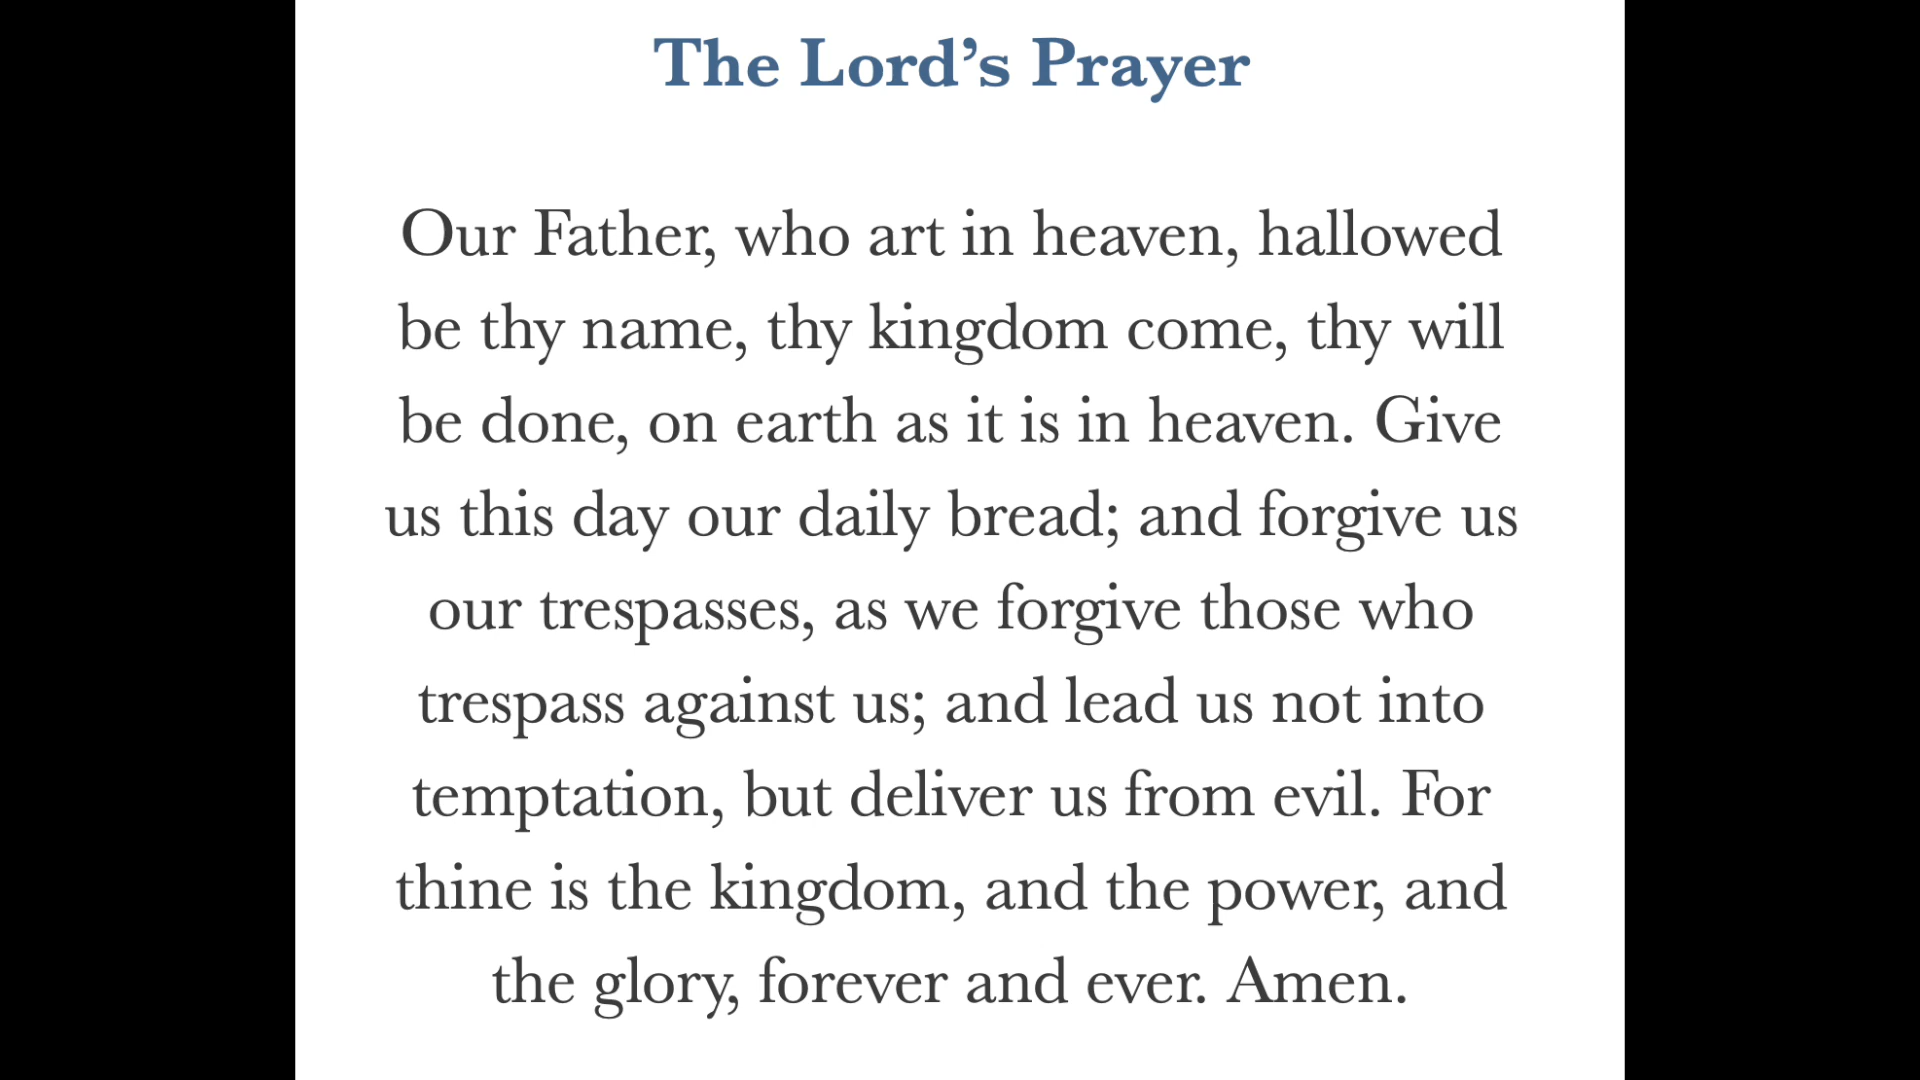 The Lord’s Prayer
Our Father, who art in heaven, hallowed
be thy name, thy kingdom come, thy will
be done, on earth as it is in heaven. Give
us this day our daily bread; and forgive us
our trespasses, as we forgive those who
trespass against us; and lead us not into
temptation, but deliver us from evil. For
thine is the kingdom, and the power, and
the glory, forever and ever. Amen.